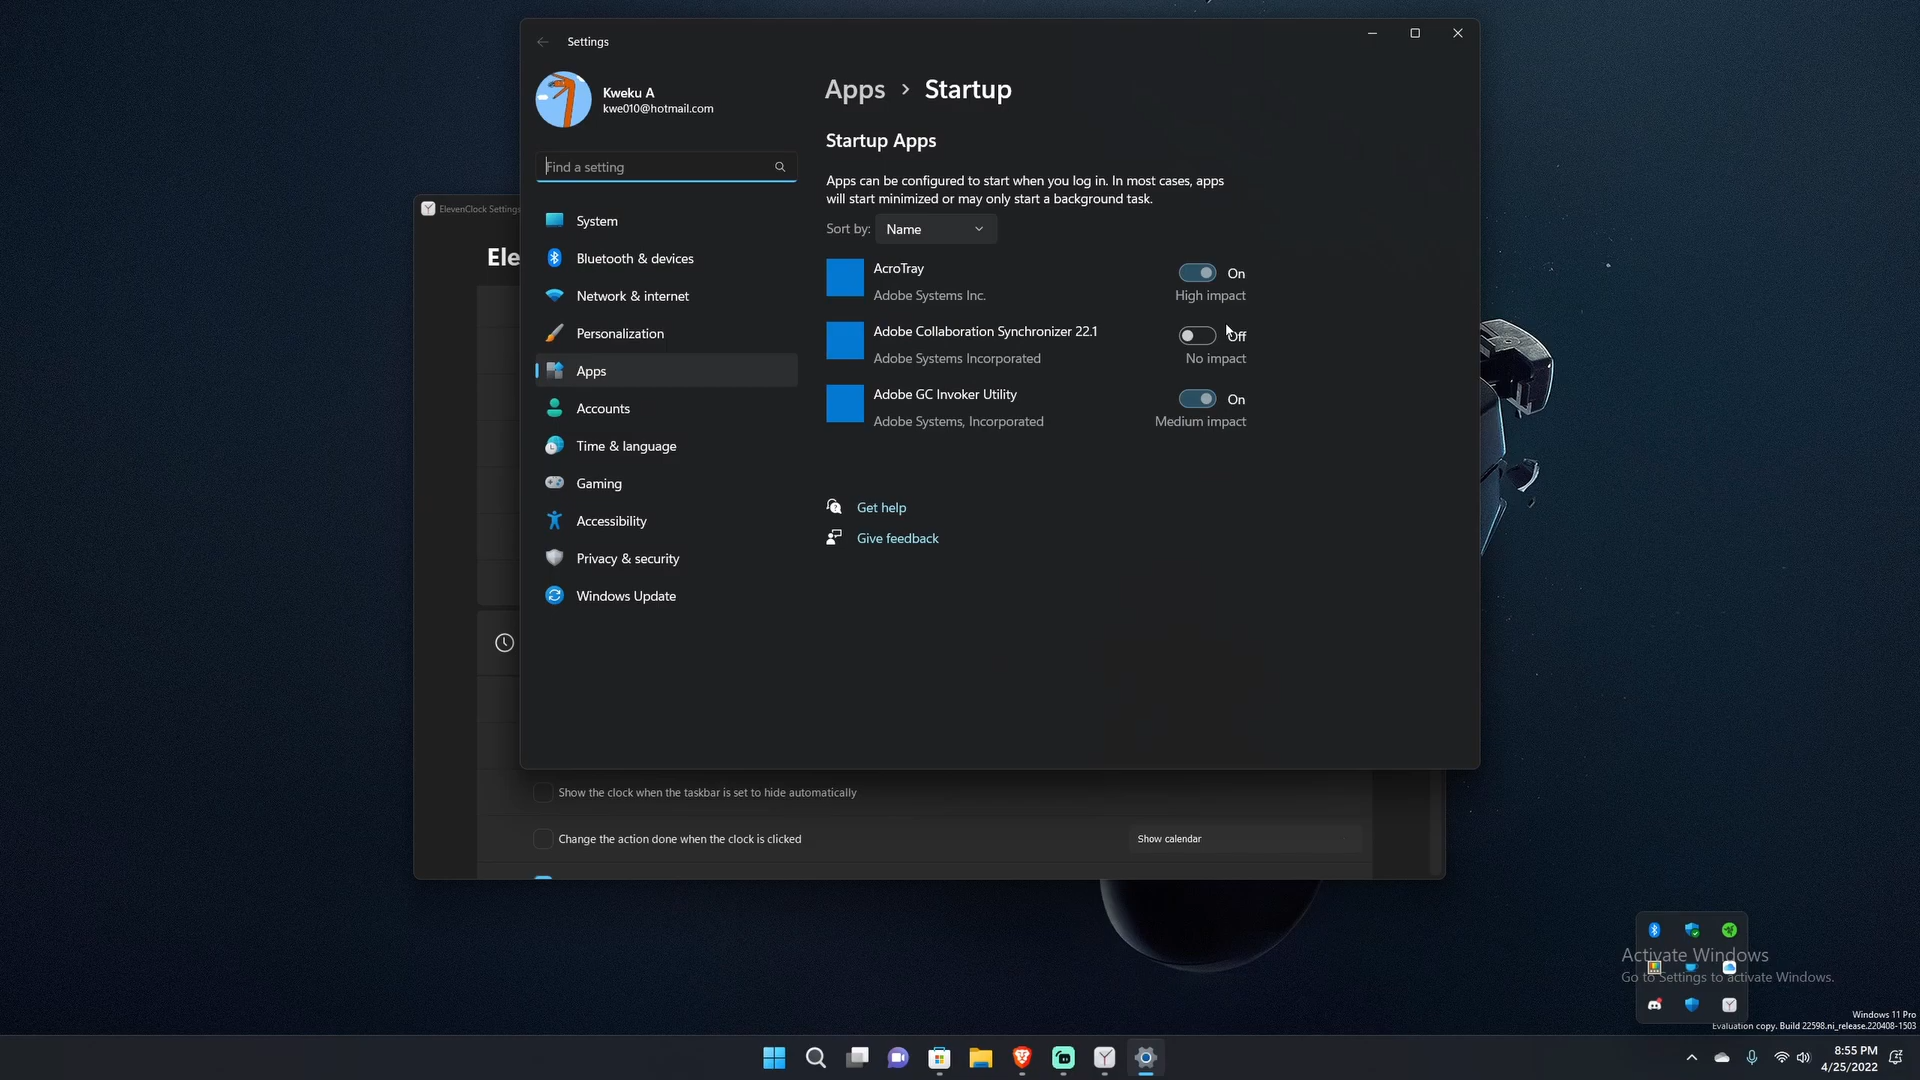 Settings
Kweku A
kwe010@hotmail.com
Find a setting
System
Bluetooth & devices
Network & internet
Personalization
Apps
Accounts
Time & language
Gaming
Accessibility
Privacy & security
Windows Update
Apps > Startup
Startup Apps
Apps can be configured to start when you log in. In most cases, apps
will start minimized or may only start a background task.
Sort by: Name
AcroTray
Adobe Systems Inc.
On
High impact
Adobe Collaboration Synchronizer 22.1
Adobe Systems Incorporated
Off
No impact
Adobe GC Invoker Utility
Adobe Systems, Incorporated
On
Medium impact
Get help
Give feedback
ElevenClock Settings
Ele
Show the clock when the taskbar is set to hide automatically
Change the action done when the clock is clicked
Show calendar
Activate Windows
Go to Settings to activate Windows.
Windows 11 Pro
Evaluation copy. Build 22598.ni_release.220408-1503
8:55 PM
4/25/2022